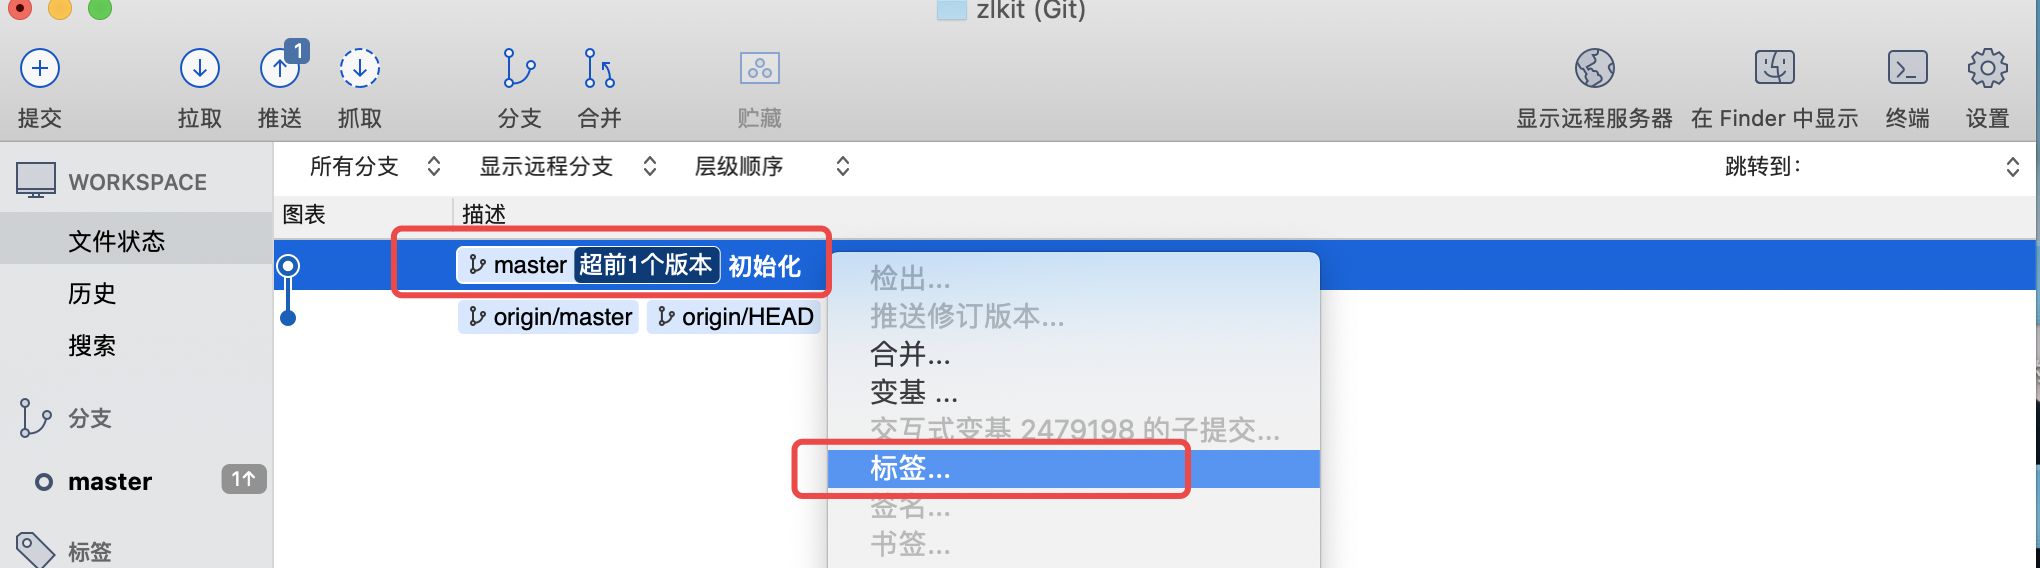 zlkit (Git)
1
提交 拉取 推送 抓取 分支 合并 贮藏 显示远程服务器 在 Finder 中显示 终端 设置
WORKSPACE
文件状态
历史
搜索
分支
master 1↑
标签
所有分支 显示远程分支 层级顺序 跳转到:
图表 描述
master 超前1个版本 初始化
origin/master origin/HEAD
检出...
推送修订版本...
合并...
变基 ...
交互式变基 2479198 的子提交...
标签...
签名...
书签...